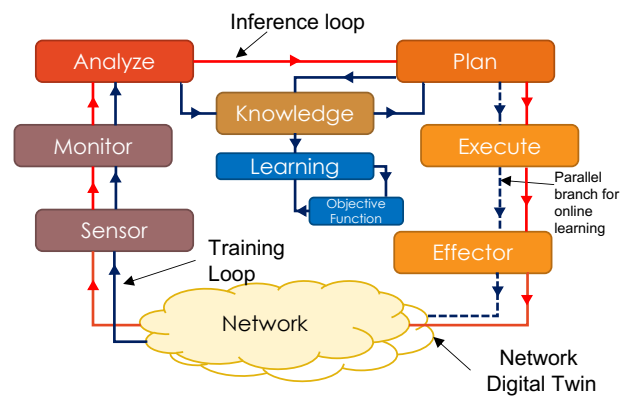 Inference loop
Analyze
Plan
Knowledge
Monitor
Execute
Learning
Objective
Function
Parallel
branch for
online
learning
Sensor
Effector
Training
Loop
Network
Network
Digital Twin